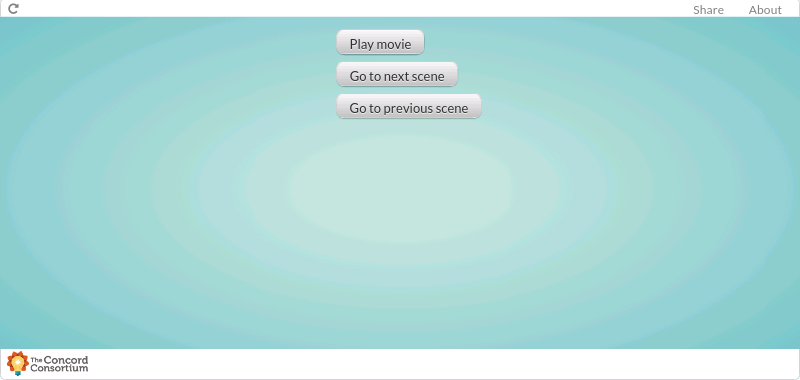 Share About
Play movie
Go to next scene
Go to previous scene
The Concord
Consortium